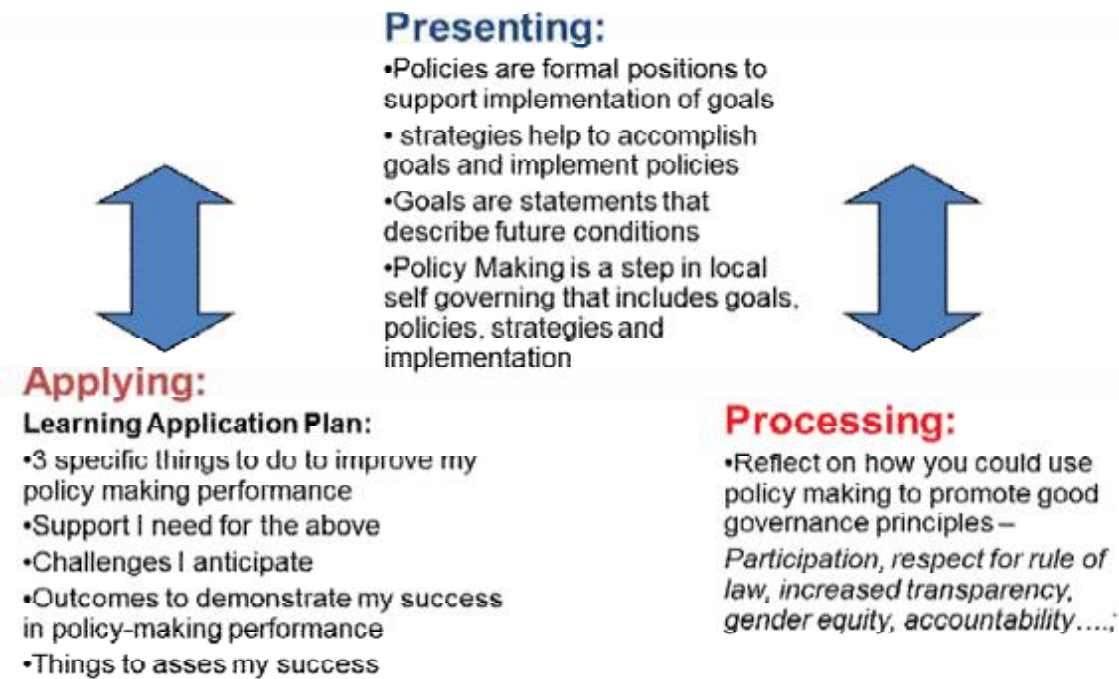 Presenting:
•Policies are formal positions to
support implementation of goals
• strategies help to accomplish
goals and implement policies
•Goals are statements that
describe future conditions
•Policy Making is a step in local
self governing that includes goals,
policies, strategies and
implementation
Applying:
Learning Application Plan:
•3 specific things to do to improve my
policy making performance
•Support I need for the above
•Challenges I anticipate
•Outcomes to demonstrate my success
in policy-making performance
•Things to asses my success
Processing:
•Reflect on how you could use
policy making to promote good
governance principles –
Participation, respect for rule of
law, increased transparency,
gender equity, accountability….;